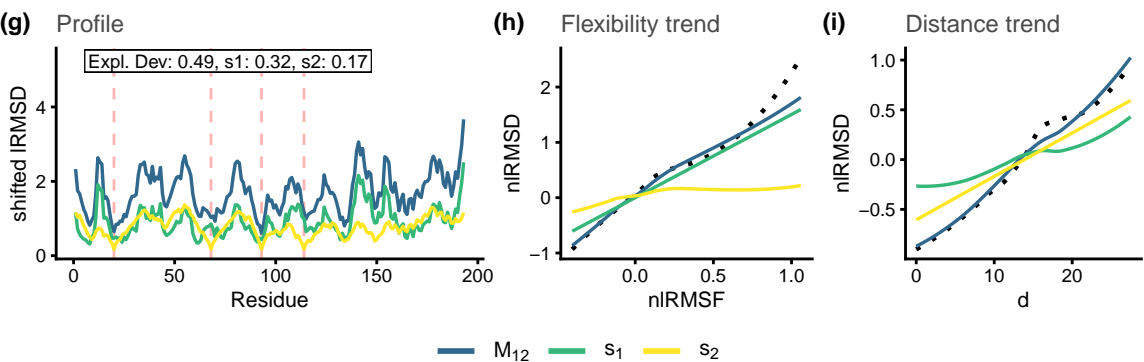 (g) Profile
Expl. Dev: 0.49, s1: 0.32, s2: 0.17
shifted lRMSD
4
2
0
0 50 100 150 200
Residue
(h) Flexibility trend
nlRMSD
2
1
0
−1
0.0 0.5 1.0
nlRMSF
(i) Distance trend
nlRMSD
1.0
0.5
0.0
−0.5
0 10 20
d
M12 s1 s2